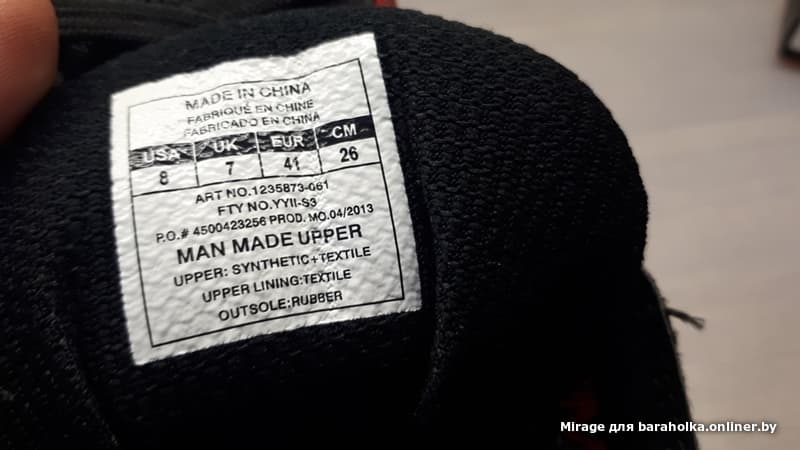 MADE IN CHINA
FABRIQUÉ EN CHINE
FABRICADO EN CHINA
USA UK EUR CM
8 7 41 26
ART NO.1235873-061
FTY NO.YYII-S3
P.O.# 4500423256 PROD. MO.04/2013
MAN MADE UPPER
UPPER: SYNTHETIC+TEXTILE
UPPER LINING:TEXTILE
OUTSOLE:RUBBER
Mirage для baraholka.onliner.by